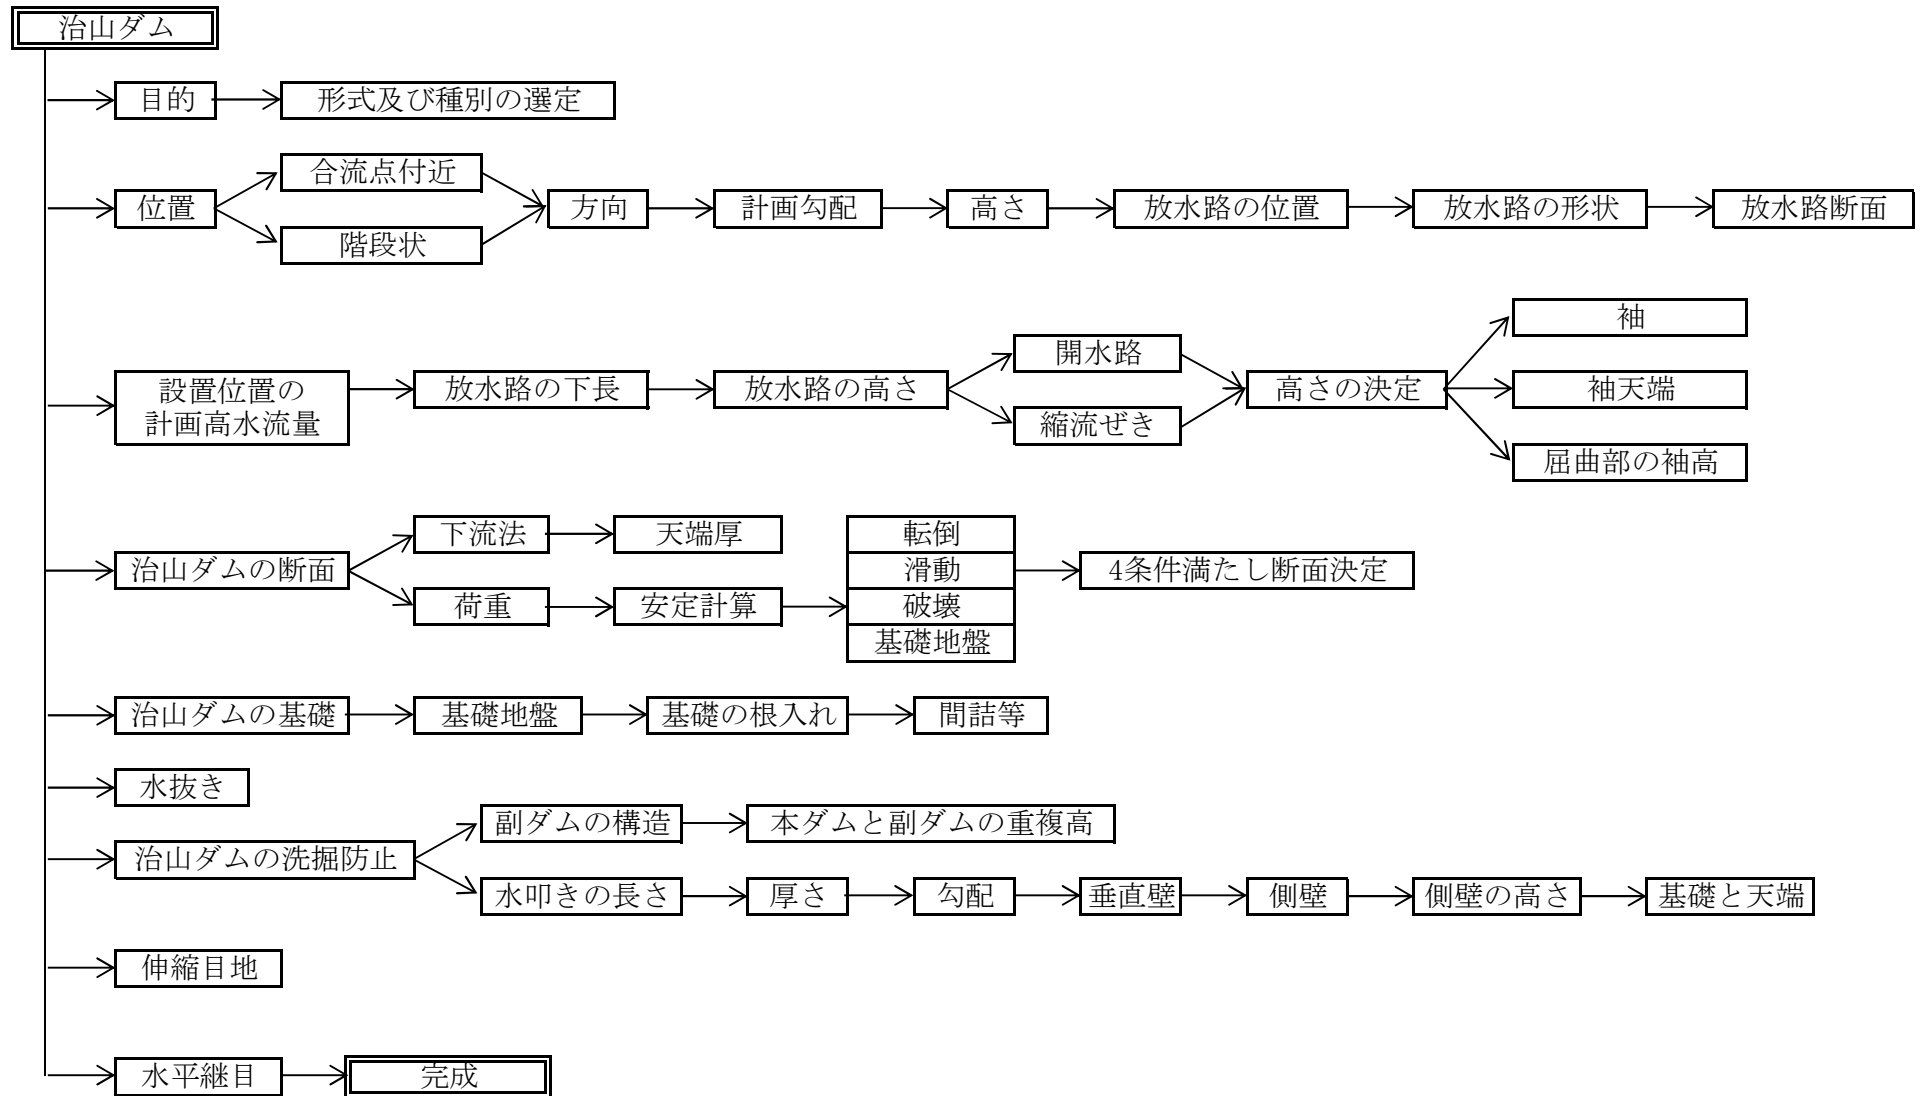 治山ダム
目的
形式及び種別の選定
合流点付近
位置
方向
計画勾配
高さ
放水路の位置
放水路の形状
放水路断面
階段状
袖
開水路
設置位置の
計画高水流量
放水路の下長
放水路の高さ
高さの決定
袖天端
縮流ぜき
屈曲部の袖高
下流法
天端厚
転倒
治山ダムの断面
滑動
4条件満たし断面決定
荷重
安定計算
破壊
基礎地盤
治山ダムの基礎
基礎地盤
基礎の根入れ
間詰等
水抜き
副ダムの構造
本ダムと副ダムの重複高
治山ダムの洗掘防止
水叩きの長さ
厚さ
勾配
垂直壁
側壁
側壁の高さ
基礎と天端
伸縮目地
水平継目
完成